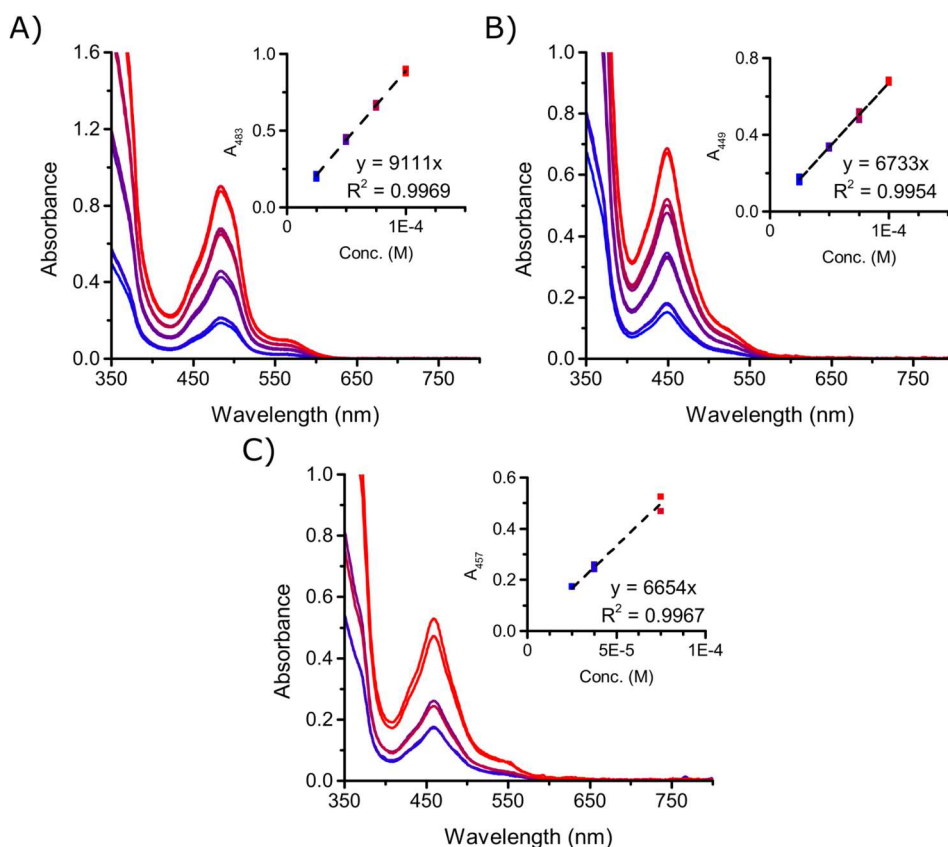 A)
1.6
1.2
0.8
0.4
0.0
350
450
550
650
750
Absorbance
Wavelength (nm)
1.0
0.5
0.0
0
1E-4
A483
Conc. (M)
y = 9111x
R² = 0.9969
B)
1.0
0.8
0.6
0.4
0.2
0.0
350
450
550
650
750
Absorbance
Wavelength (nm)
0.8
0.4
0.0
0
1E-4
A449
Conc. (M)
y = 6733x
R² = 0.9954
C)
1.0
0.8
0.6
0.4
0.2
0.0
350
450
550
650
750
Absorbance
Wavelength (nm)
0.6
0.4
0.2
0.0
0
5E-5
1E-4
A457
Conc. (M)
y = 6654x
R² = 0.9967